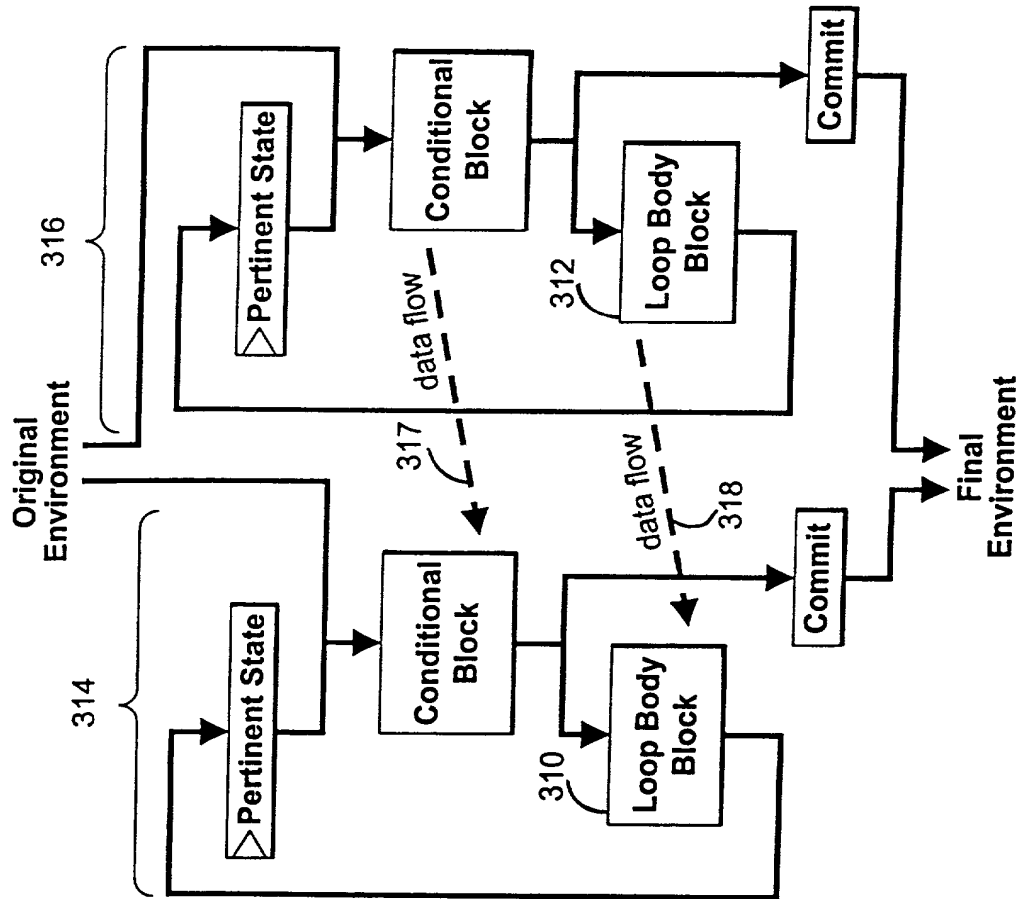 Original
Environment
314
316
Pertinent State
Pertinent State
Conditional
Block
317
data flow
Conditional
Block
310
Loop Body
Block
data flow
318
312
Loop Body
Block
Commit
Commit
Final
Environment